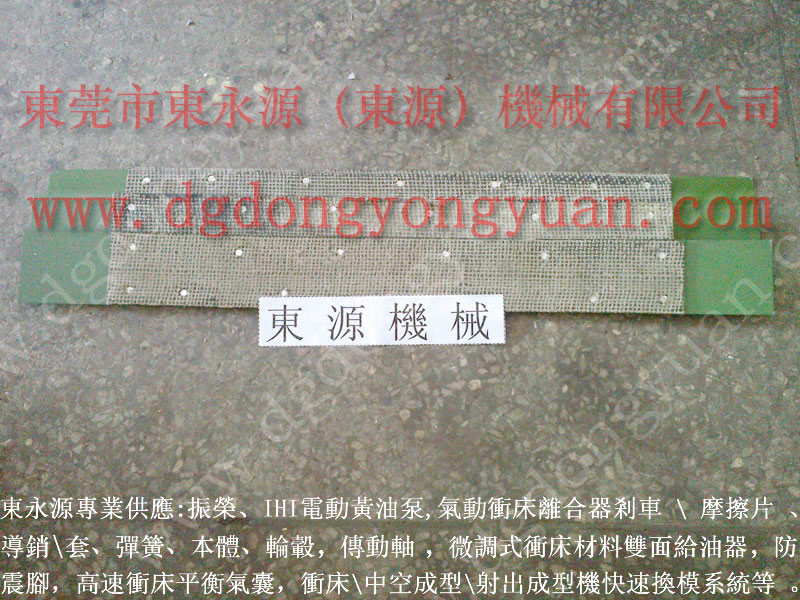 東莞市東永源（東源）機械有限公司
www.dgdongyongyuan.com
東源機械
東永源專業供應:振榮、IHI電動黃油泵,氣動衝床離合器剎車 \ 摩擦片 、
導銷\套、彈簧、本體、輪轂，傳動軸 ，微調式衝床材料雙面給油器，防
震腳，高速衝床平衡氣囊，衝床\中空成型\射出成型機快速換模系統等 。